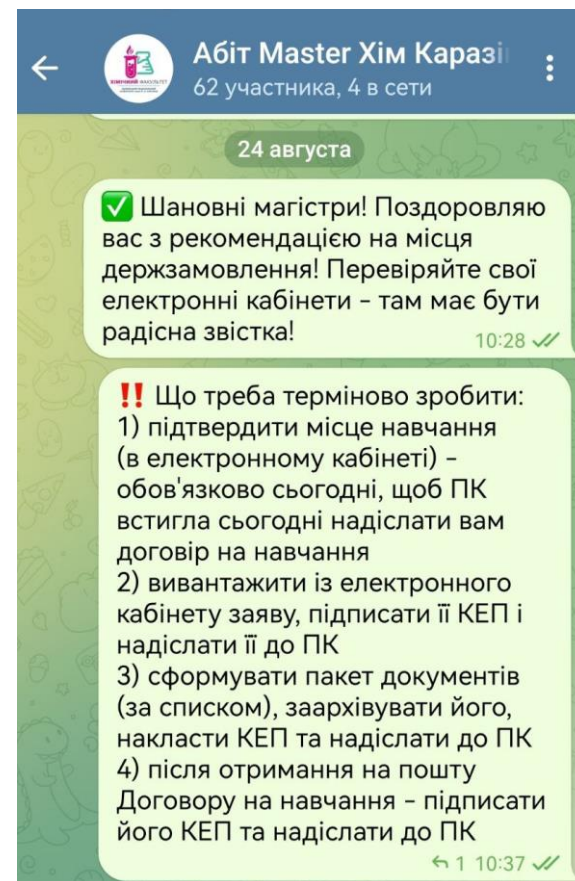 Абіт Master Хім Каразі
62 участника, 4 в сети
24 августа
✅ Шановні магістри! Поздоровляю
вас з рекомендацією на місця
держзамовлення! Перевіряйте свої
електронні кабінети – там має бути
радісна звістка!
10:28
‼️ Що треба терміново зробити:
1) підтвердити місце навчання
(в електронному кабінеті) –
обов'язково сьогодні, щоб ПК
встигла сьогодні надіслати вам
договір на навчання
2) вивантажити із електронного
кабінету заяву, підписати її КЕП і
надіслати її до ПК
3) сформувати пакет документів
(за списком), заархівувати його,
накласти КЕП та надіслати до ПК
4) після отримання на пошту
Договору на навчання – підписати
його КЕП та надіслати до ПК
1 10:37